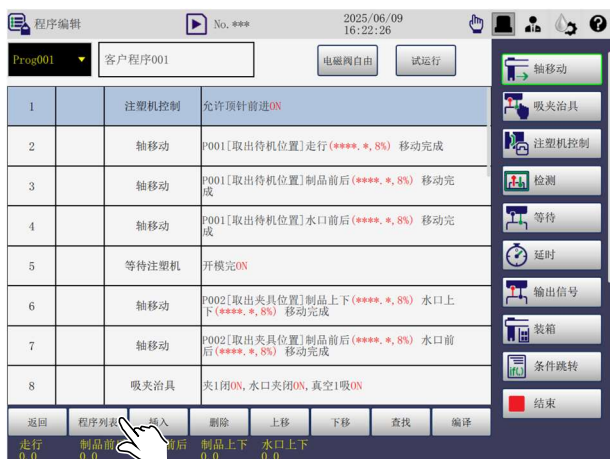 程序编辑
No. ***
2025/06/09
16:22:26
Prog001
客户程序001
电磁阀自由
试运行
轴移动
吸夹治具
注塑机控制
检测
等待
延时
输出信号
装箱
条件跳转
结束
1 注塑机控制 允许顶针前进ON
2 轴移动 P001[取出待机位置]走行(****.*,8%) 移动完成
3 轴移动 P001[取出待机位置]制品前后(****.*,8%) 移动完
成
4 轴移动 P001[取出待机位置]水口前后(****.*,8%) 移动完
成
5 等待注塑机 开模完ON
6 轴移动 P002[取出夹具位置]制品上下(****.*,8%) 水口上
下(****.*,8%) 移动完成
7 轴移动 P002[取出夹具位置]制品前后(****.*,8%) 水口前
后(****.*,8%) 移动完成
8 吸夹治具 夹1闭ON,水口夹闭ON,真空1吸ON
返回 程序列表 插入 删除 上移 下移 查找 编译
走行 制品前 前后 制品上下 水口上下
0.0 0.0 0.0 0.0